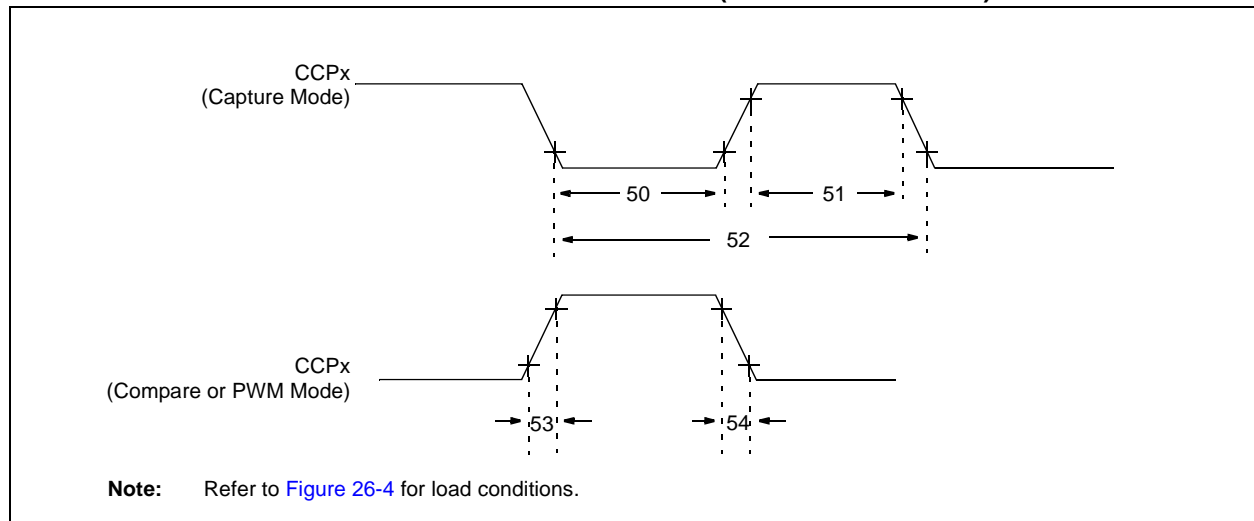 CCPx
(Capture Mode)
50
51
52
CCPx
(Compare or PWM Mode)
53
54
Note: Refer to Figure 26-4 for load conditions.